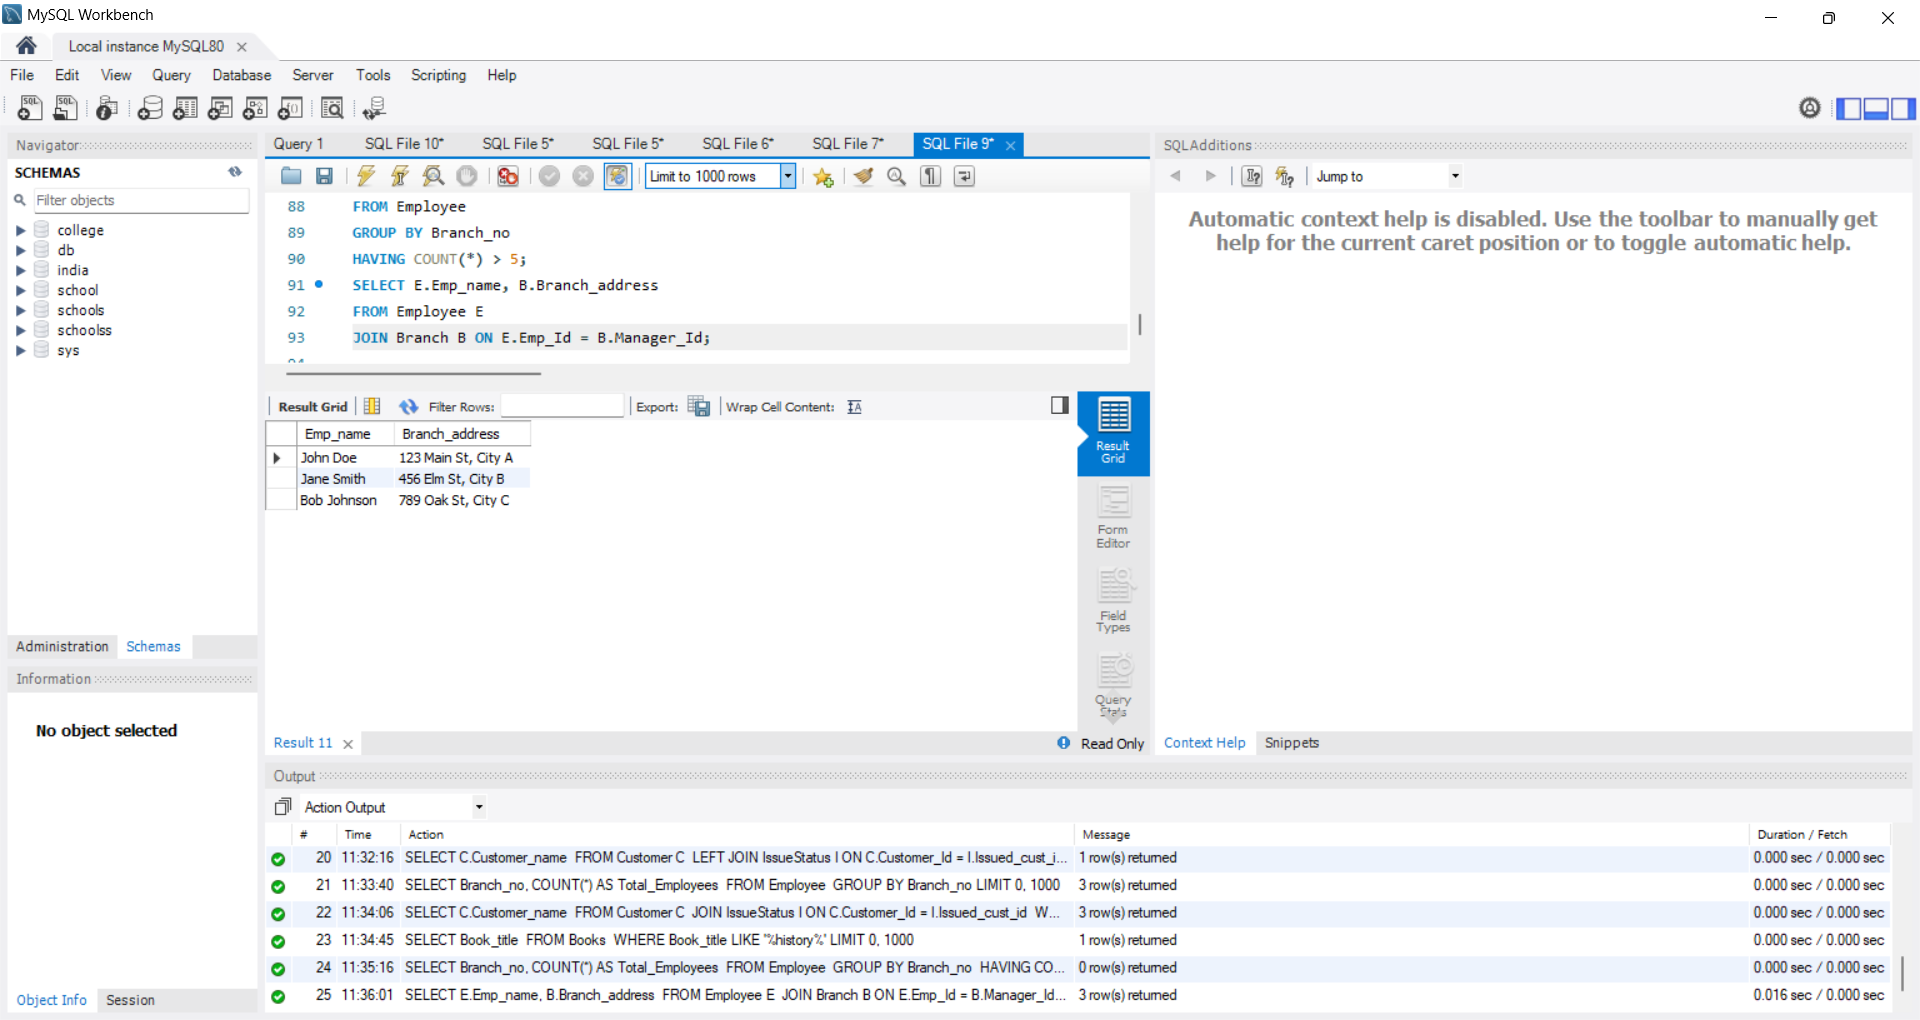 MySQL Workbench
Local instance MySQL80
File Edit View Query Database Server Tools Scripting Help
Navigator
SCHEMAS
Filter objects
college
db
india
school
schools
schoolss
sys
Administration Schemas
Information
No object selected
Object Info Session
Query 1 SQL File 10* SQL File 5* SQL File 5* SQL File 6* SQL File 7* SQL File 9*
Limit to 1000 rows
88 FROM Employee
89 GROUP BY Branch_no
90 HAVING COUNT(*) > 5;
91 SELECT E.Emp_name, B.Branch_address
92 FROM Employee E
93 JOIN Branch B ON E.Emp_Id = B.Manager_Id;
94
Result Grid Filter Rows: Export: Wrap Cell Content:
Emp_name Branch_address
John Doe 123 Main St, City A
Jane Smith 456 Elm St, City B
Bob Johnson 789 Oak St, City C
Result
Grid
Form
Editor
Field
Types
Query
Stats
Result 11 Read Only
SQLAdditions
Jump to
Automatic context help is disabled. Use the toolbar to manually get
help for the current caret position or to toggle automatic help.
Context Help Snippets
Output
Action Output
# Time Action Message Duration / Fetch
20 11:32:16 SELECT C.Customer_name FROM Customer C LEFT JOIN IssueStatus I ON C.Customer_Id = I.Issued_cust_i... 1 row(s) returned 0.000 sec / 0.000 sec
21 11:33:40 SELECT Branch_no, COUNT(*) AS Total_Employees FROM Employee GROUP BY Branch_no LIMIT 0, 1000 3 row(s) returned 0.000 sec / 0.000 sec
22 11:34:06 SELECT C.Customer_name FROM Customer C JOIN IssueStatus I ON C.Customer_Id = I.Issued_cust_id W... 3 row(s) returned 0.000 sec / 0.000 sec
23 11:34:45 SELECT Book_title FROM Books WHERE Book_title LIKE '%history%' LIMIT 0, 1000 1 row(s) returned 0.000 sec / 0.000 sec
24 11:35:16 SELECT Branch_no, COUNT(*) AS Total_Employees FROM Employee GROUP BY Branch_no HAVING CO... 0 row(s) returned 0.000 sec / 0.000 sec
25 11:36:01 SELECT E.Emp_name, B.Branch_address FROM Employee E JOIN Branch B ON E.Emp_Id = B.Manager_Id... 3 row(s) returned 0.016 sec / 0.000 sec